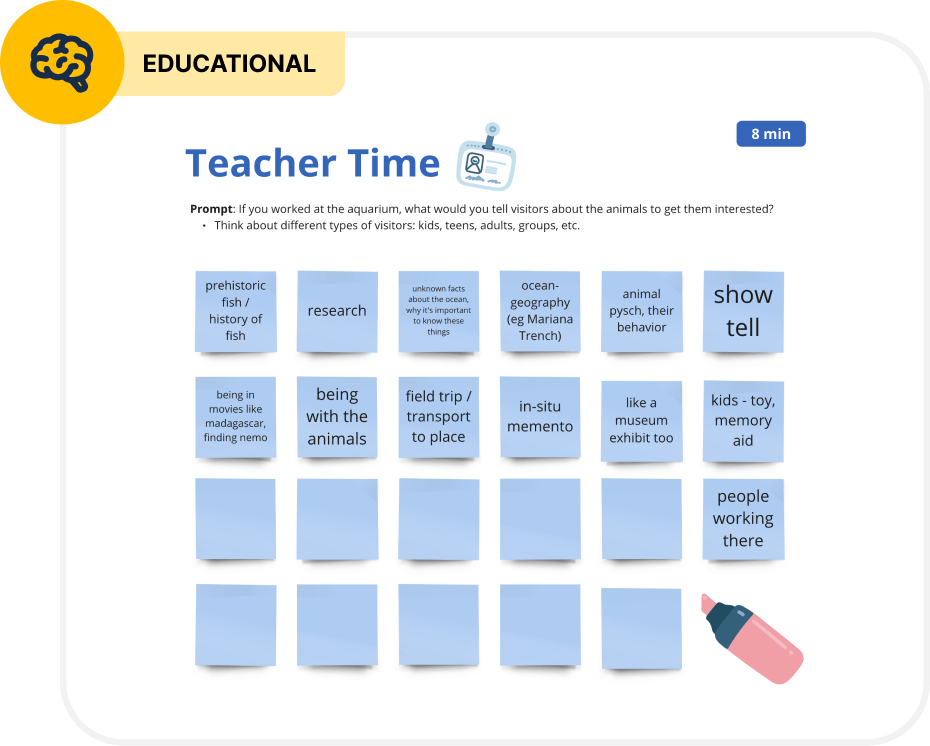 EDUCATIONAL
8 min
Teacher Time
Prompt: If you worked at the aquarium, what would you tell visitors about the animals to get them interested?
• Think about different types of visitors: kids, teens, adults, groups, etc.
prehistoric
fish /
history of
fish
research
unknown facts
about the ocean,
why it's important
to know these
things
ocean-
geography
(eg Mariana
Trench)
animal
pysch, their
behavior
show
tell
being in
movies like
madagascar,
finding nemo
being
with the
animals
field trip /
transport
to place
in-situ
memento
like a
museum
exhibit too
kids - toy,
memory
aid
people
working
there